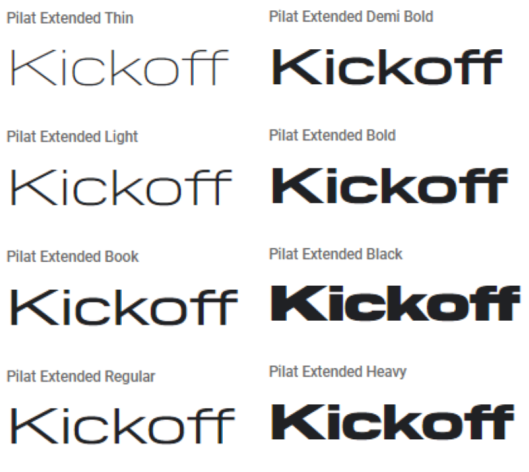 Pilat Extended Thin
Kickoff
Pilat Extended Light
Kickoff
Pilat Extended Book
Kickoff
Pilat Extended Regular
Kickoff
Pilat Extended Demi Bold
Kickoff
Pilat Extended Bold
Kickoff
Pilat Extended Black
Kickoff
Pilat Extended Heavy
Kickoff